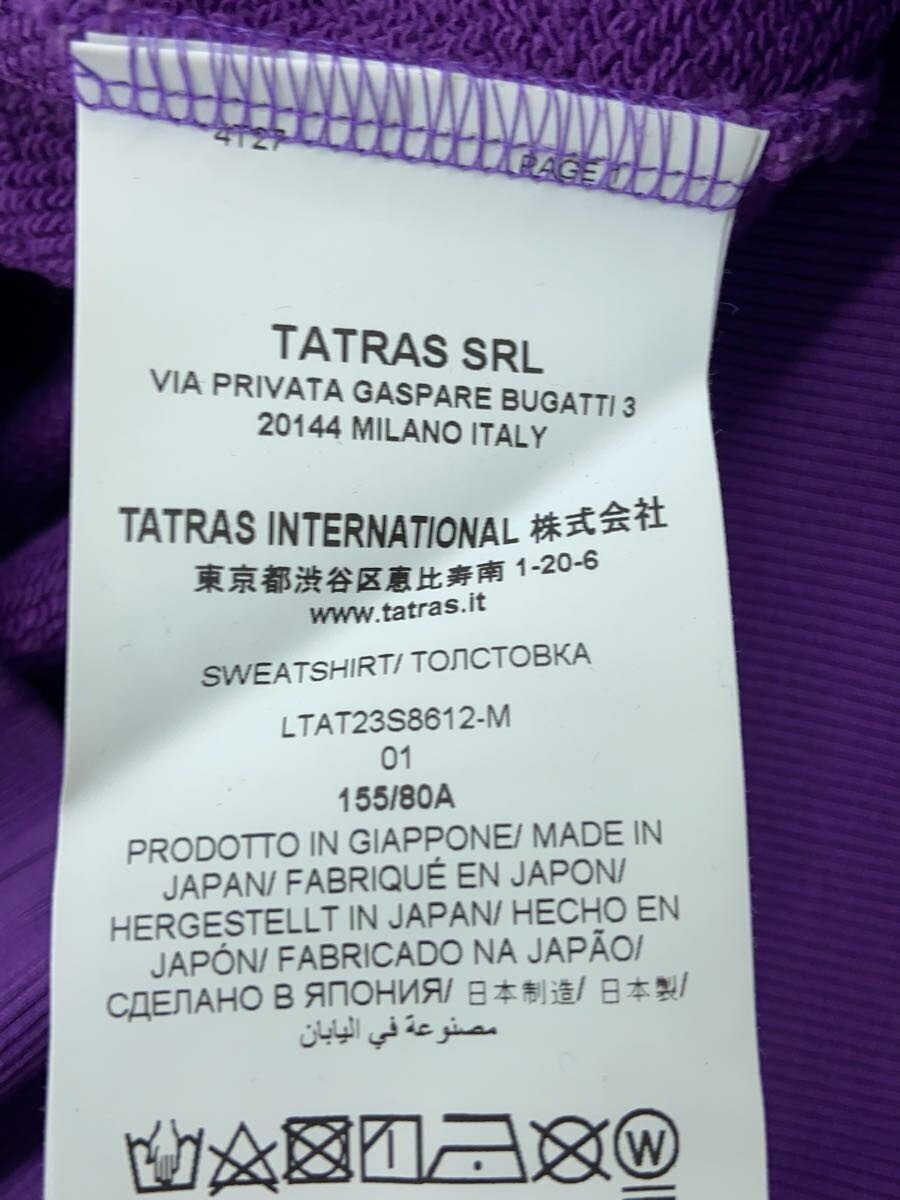 4T27 PAGE 1
TATRAS SRL
VIA PRIVATA GASPARE BUGATTI 3
20144 MILANO ITALY
TATRAS INTERNATIONAL 株式会社
東京都渋谷区恵比寿南 1-20-6
www.tatras.it
SWEATSHIRT/ ТОЛСТОВКА
LTAT23S8612-M
01
155/80A
PRODOTTO IN GIAPPONE/ MADE IN
JAPAN/ FABRIQUÉ EN JAPON/
HERGESTELLT IN JAPAN/ HECHO EN
JAPÓN/ FABRICADO NA JAPÃO/
СДЕЛАНО В ЯПОНИЯ/ 日本制造/ 日本製/
مصنوعة في اليابان
W